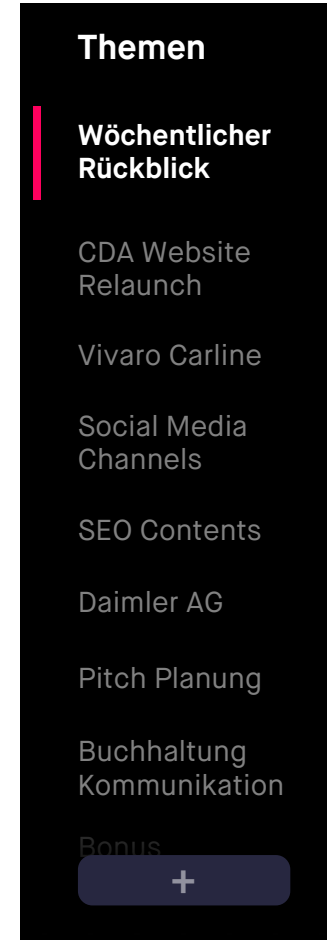 Themen
Wöchentlicher
Rückblick
CDA Website
Relaunch
Vivaro Carline
Social Media
Channels
SEO Contents
Daimler AG
Pitch Planung
Buchhaltung
Kommunikation
Bonus
+